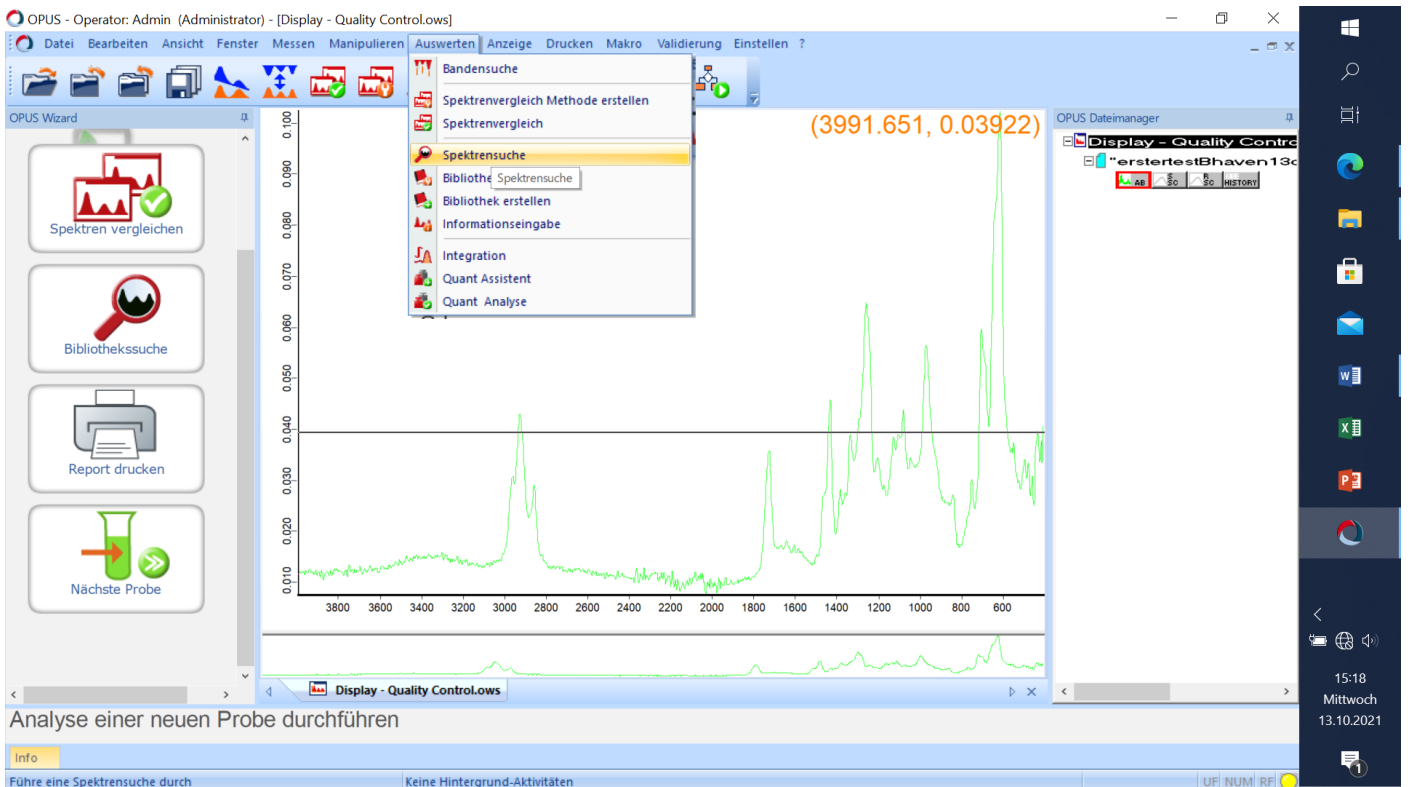 OPUS - Operator: Admin (Administrator) - [Display - Quality Control.ows]
Datei Bearbeiten Ansicht Fenster Messen Manipulieren Auswerten Anzeige Drucken Makro Validierung Einstellen ?
OPUS Wizard
Spektren vergleichen
Bibliothekssuche
Report drucken
Nächste Probe
Bandensuche
Spektrenvergleich Methode erstellen
Spektrenvergleich
Spektrensuche
Spektrensuche
Bibliothek erstellen
Informationseingabe
Integration
Quant Assistent
Quant Analyse
(3991.651, 0.03922)
0.100
0.090
0.080
0.070
0.060
0.050
0.040
0.030
0.020
0.010
3800 3600 3400 3200 3000 2800 2600 2400 2200 2000 1800 1600 1400 1200 1000 800 600
Display - Quality Control.ows
OPUS Dateimanager
Display - Quality Contro
"erstertestBhaven13c
AB S SC R SC HISTORY
Analyse einer neuen Probe durchführen
Info
Führe eine Spektrensuche durch Keine Hintergrund-Aktivitäten UF NUM RF
15:18
Mittwoch
13.10.2021
1